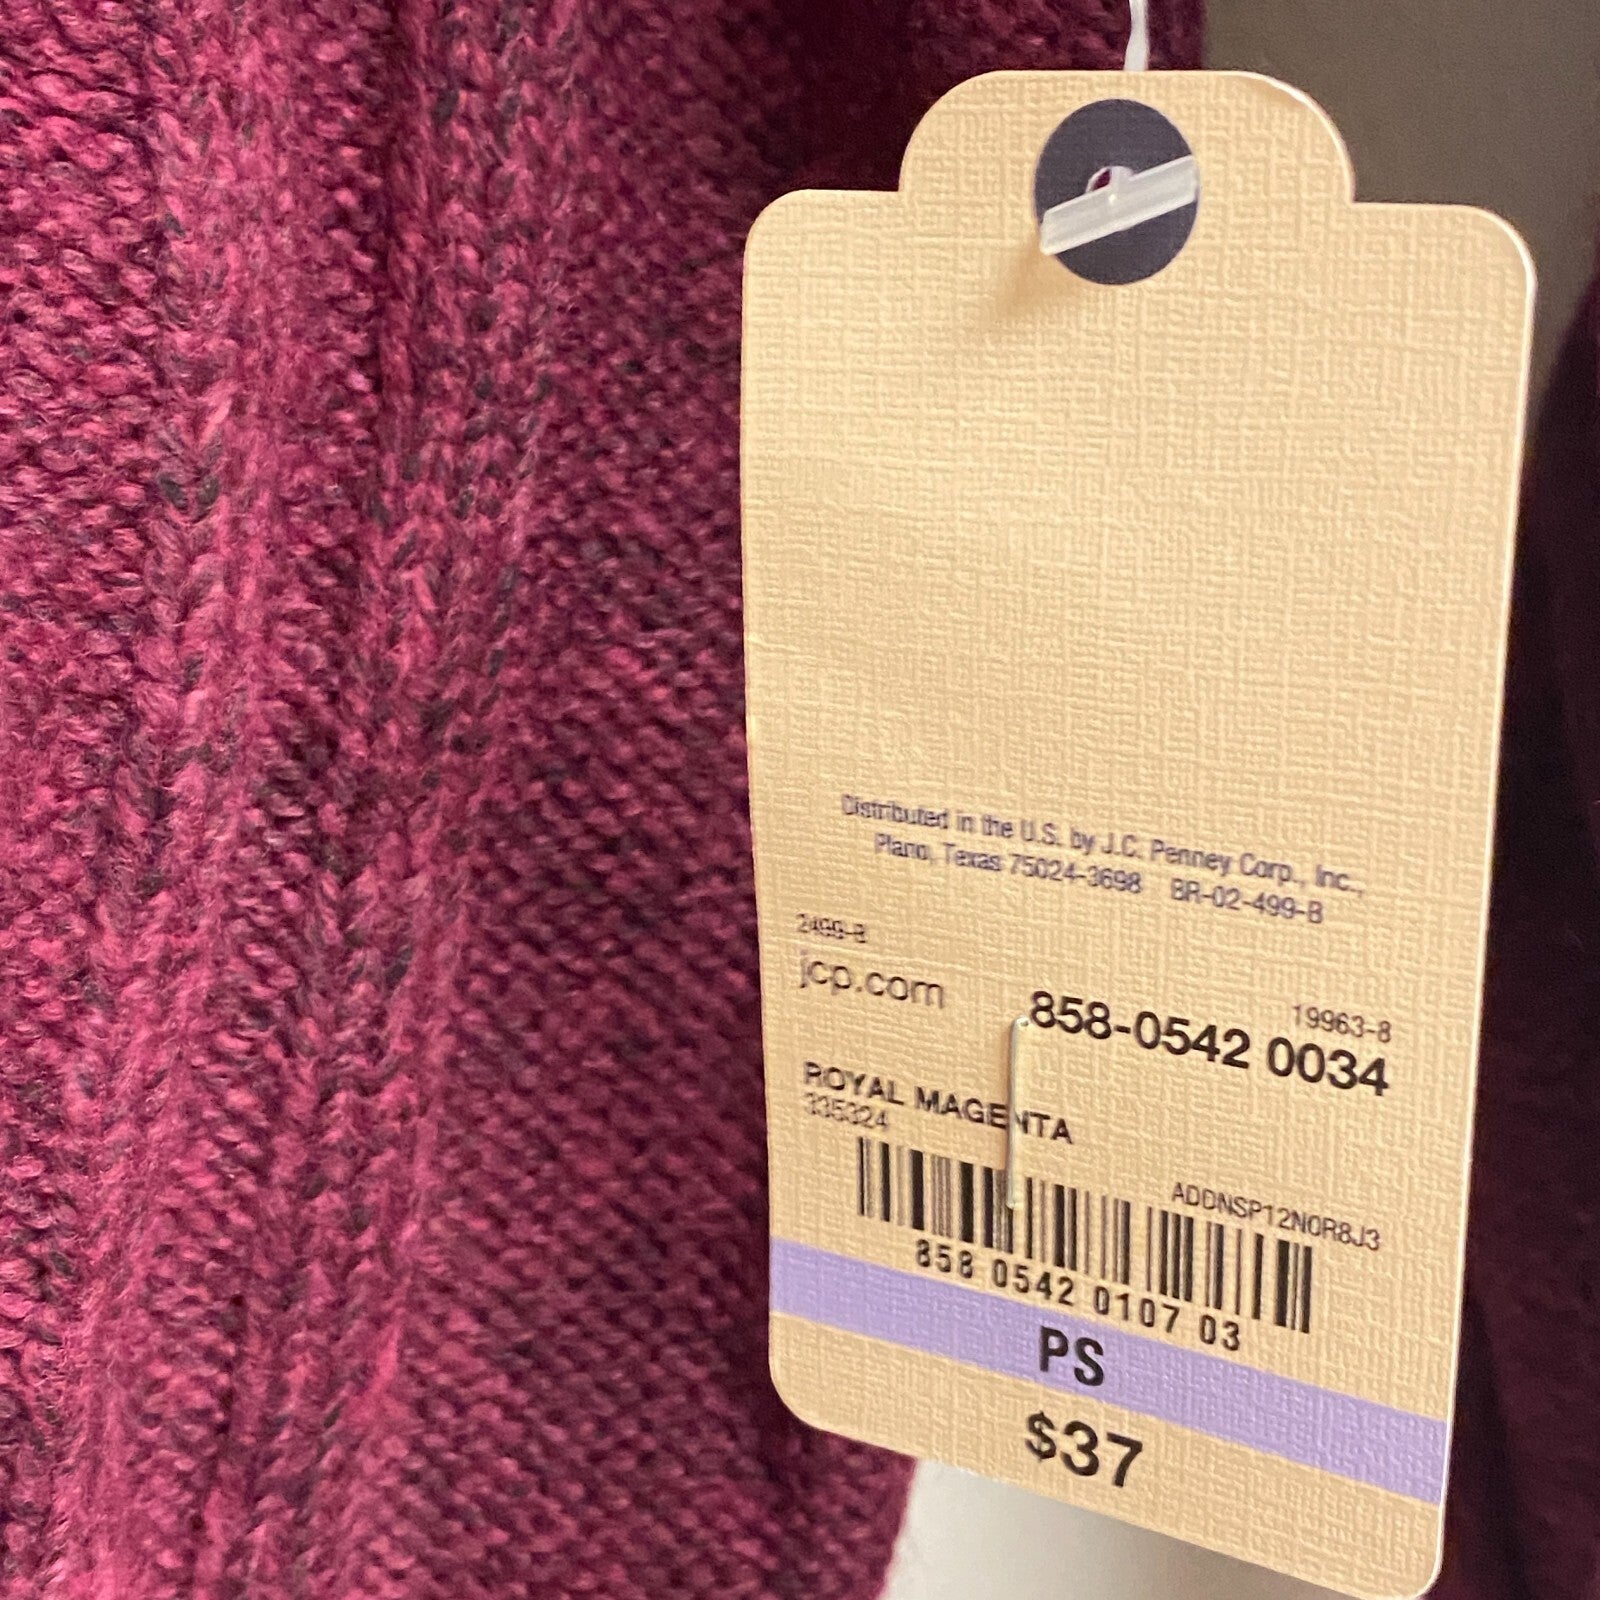 Distributed in the U.S. by J.C. Penney Corp., Inc.,
Plano, Texas 75024-3698 BR-02-499-B
2499-B
jcp.com
19963-8
858-0542 0034
ROYAL MAGENTA
335324
ADDNSP12N0R8J3
858 0542 0107 03
PS
$37